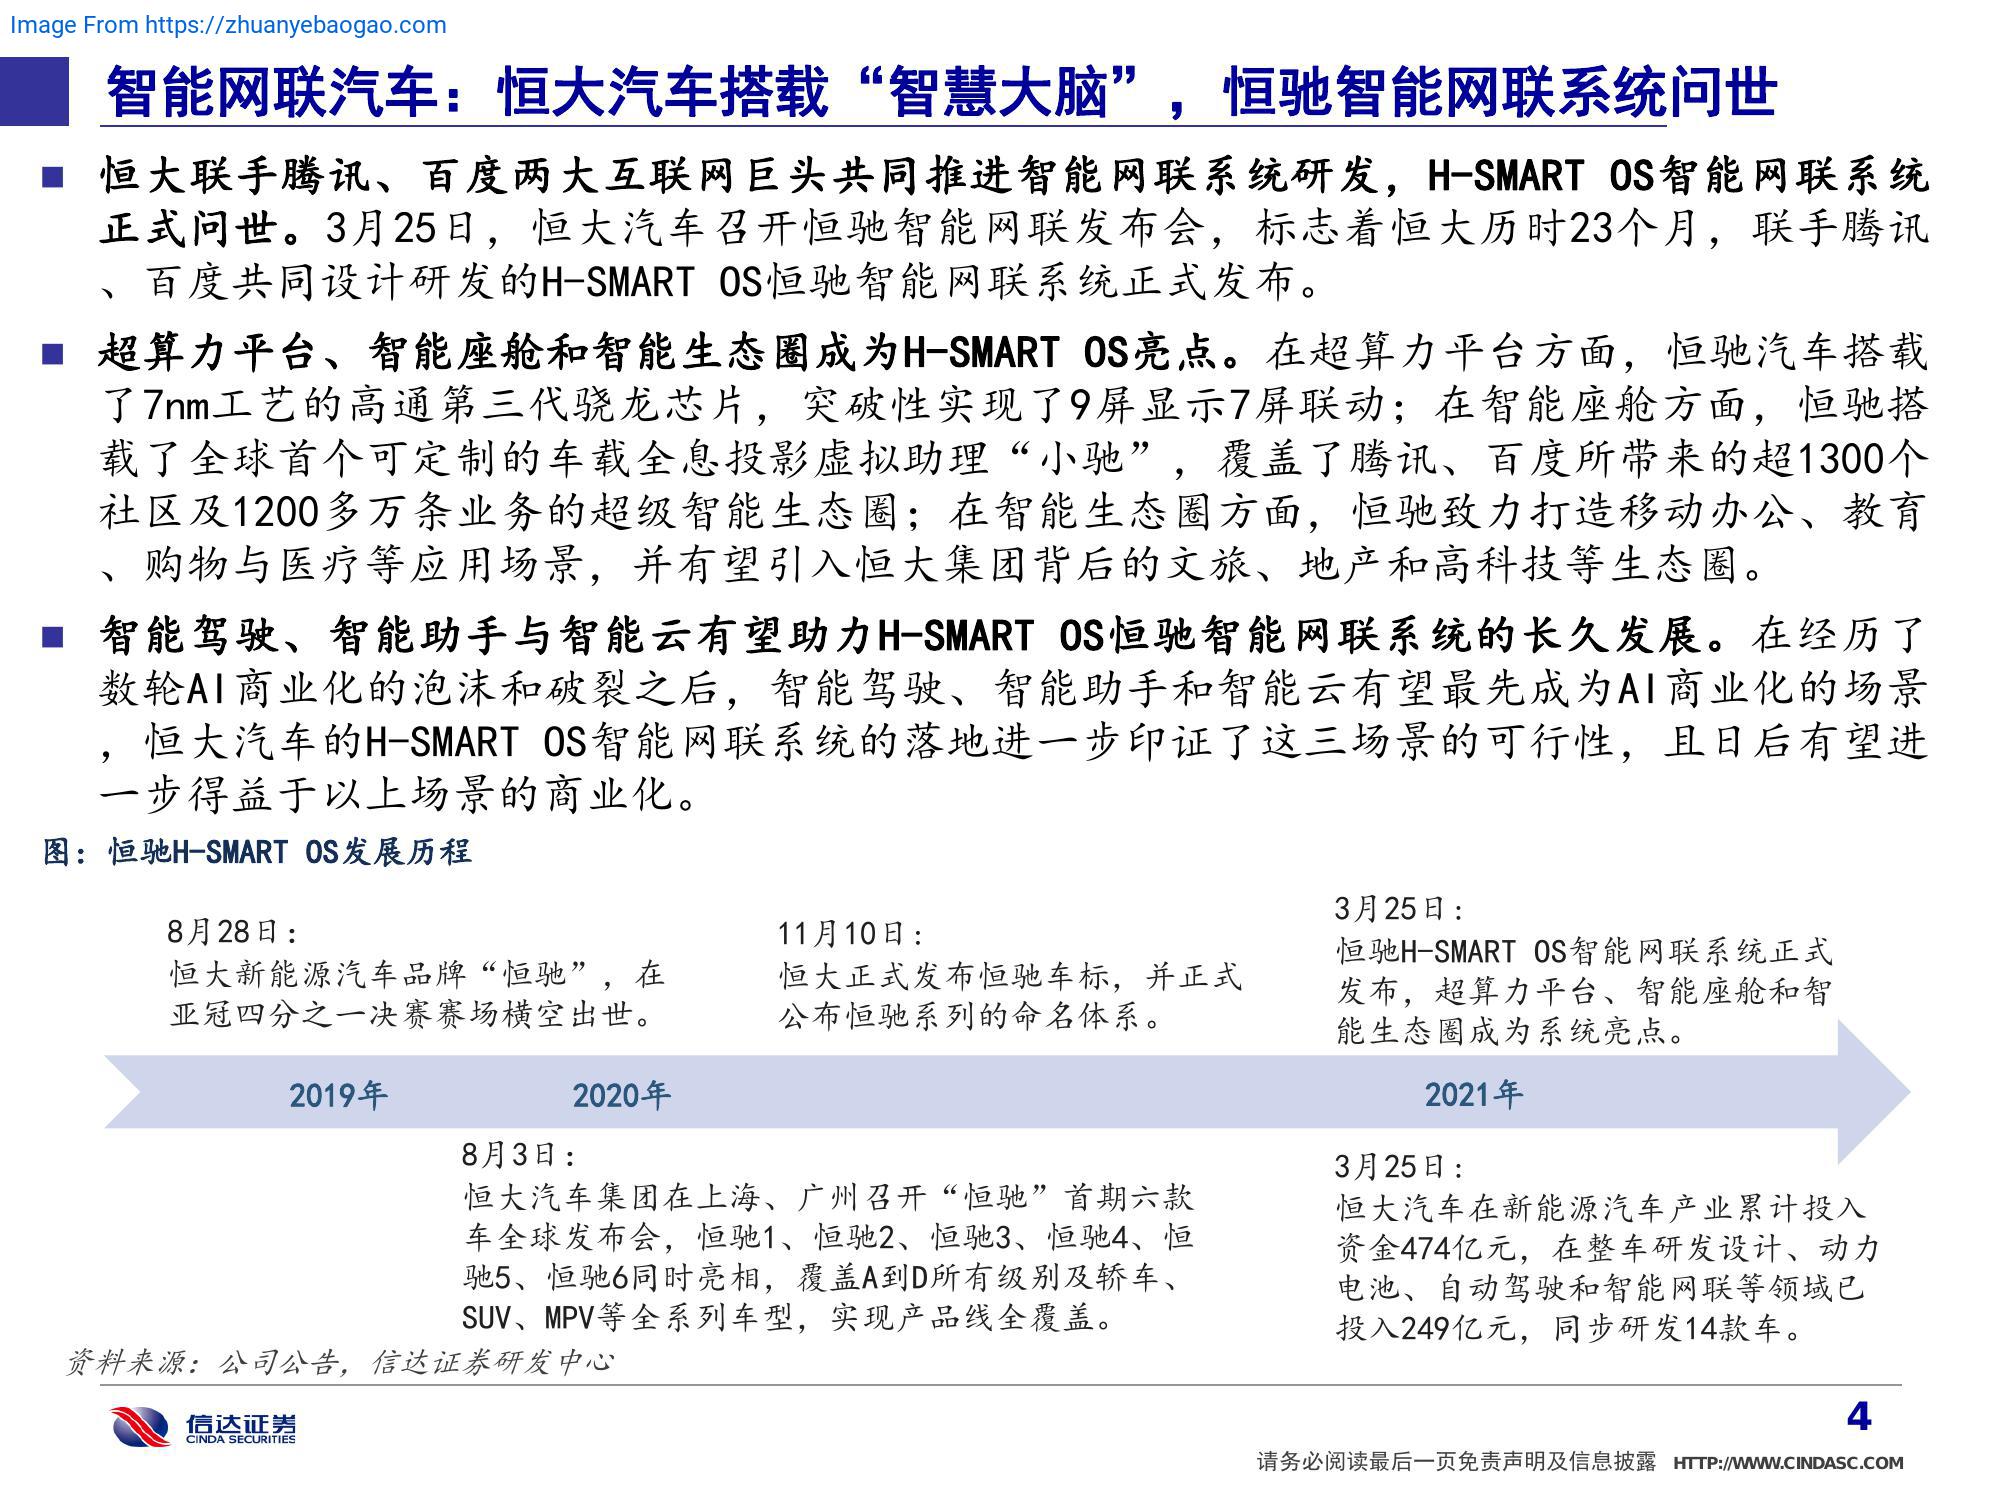 Image From https://zhuanyebaogao.com
智能网联汽车：恒大汽车搭载“智慧大脑”，恒驰智能网联系统问世
恒大联手腾讯、百度两大互联网巨头共同推进智能网联系统研发，H-SMART OS智能网联系统
正式问世。3月25日，恒大汽车召开恒驰智能网联发布会，标志着恒大历时23个月，联手腾讯
、百度共同设计研发的H-SMART OS恒驰智能网联系统正式发布。
超算力平台、智能座舱和智能生态圈成为H-SMART OS亮点。在超算力平台方面，恒驰汽车搭载
了7nm工艺的高通第三代骁龙芯片，突破性实现了9屏显示7屏联动；在智能座舱方面，恒驰搭
载了全球首个可定制的车载全息投影虚拟助理“小驰”，覆盖了腾讯、百度所带来的超1300个
社区及1200多万条业务的超级智能生态圈；在智能生态圈方面，恒驰致力打造移动办公、教育
、购物与医疗等应用场景，并有望引入恒大集团背后的文旅、地产和高科技等生态圈。
智能驾驶、智能助手与智能云有望助力H-SMART OS恒驰智能网联系统的长久发展。在经历了
数轮AI商业化的泡沫和破裂之后，智能驾驶、智能助手和智能云有望最先成为AI商业化的场景
，恒大汽车的H-SMART OS智能网联系统的落地进一步印证了这三场景的可行性，且日后有望进
一步得益于以上场景的商业化。
图：恒驰H-SMART OS发展历程
8月28日：
恒大新能源汽车品牌“恒驰”，在
亚冠四分之一决赛赛场横空出世。
11月10日：
恒大正式发布恒驰车标，并正式
公布恒驰系列的命名体系。
3月25日：
恒驰H-SMART OS智能网联系统正式
发布，超算力平台、智能座舱和智
能生态圈成为系统亮点。
2019年
2020年
2021年
8月3日：
恒大汽车集团在上海、广州召开“恒驰”首期六款
车全球发布会，恒驰1、恒驰2、恒驰3、恒驰4、恒
驰5、恒驰6同时亮相，覆盖A到D所有级别及轿车、
SUV、MPV等全系列车型，实现产品线全覆盖。
3月25日：
恒大汽车在新能源汽车产业累计投入
资金474亿元，在整车研发设计、动力
电池、自动驾驶和智能网联等领域已
投入249亿元，同步研发14款车。
资料来源：公司公告，信达证券研发中心
信达证券
CINDA SECURITIES
4
请务必阅读最后一页免责声明及信息披露 HTTP://WWW.CINDASC.COM